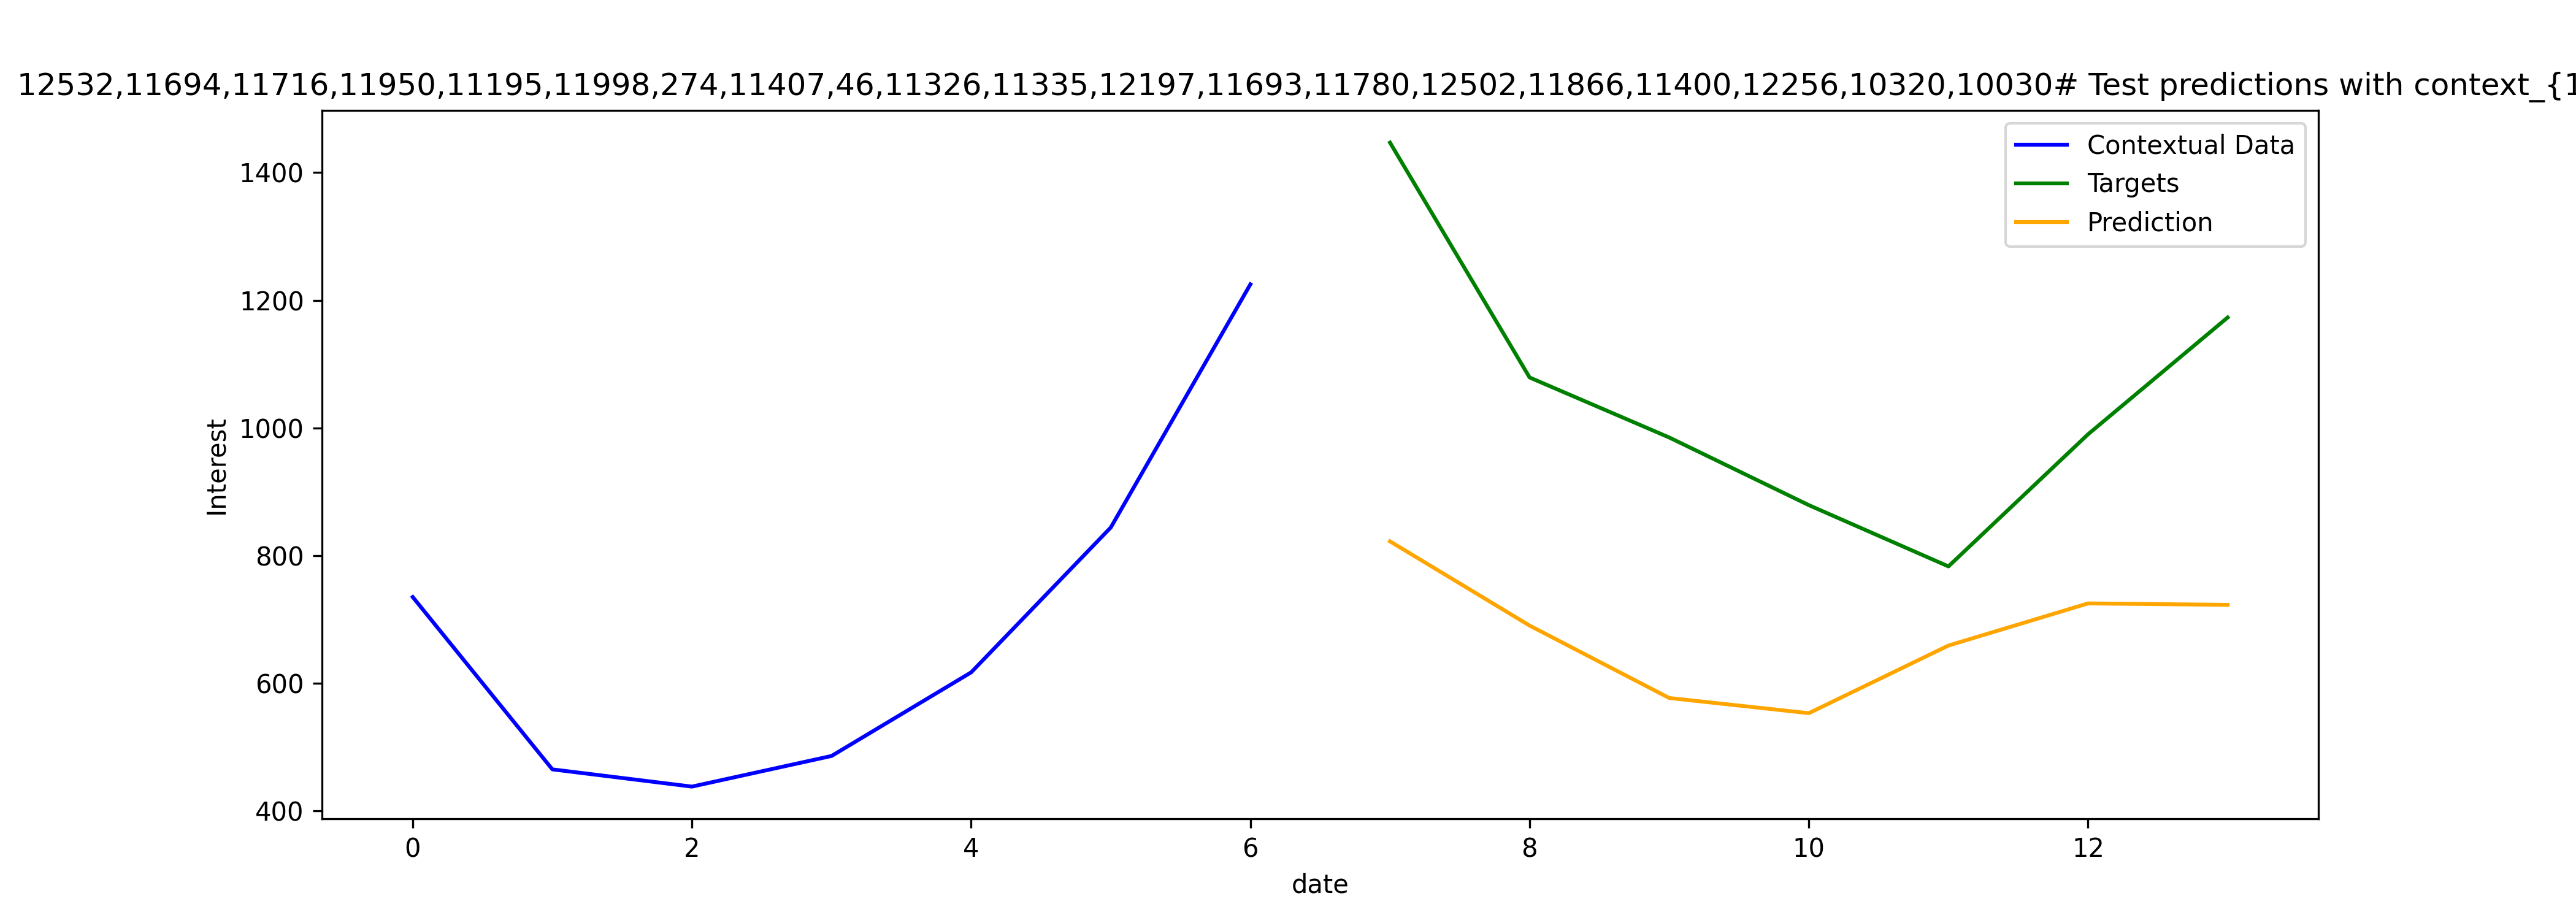 12532,11694,11716,11950,11195,11998,274,11407,46,11326,11335,12197,11693,11780,12502,11866,11400,12256,10320,10030# Test predictions with context_{1
Contextual Data
Targets
Prediction
1400
1200
1000
800
600
400
Interest
0 2 4 6 8 10 12
date